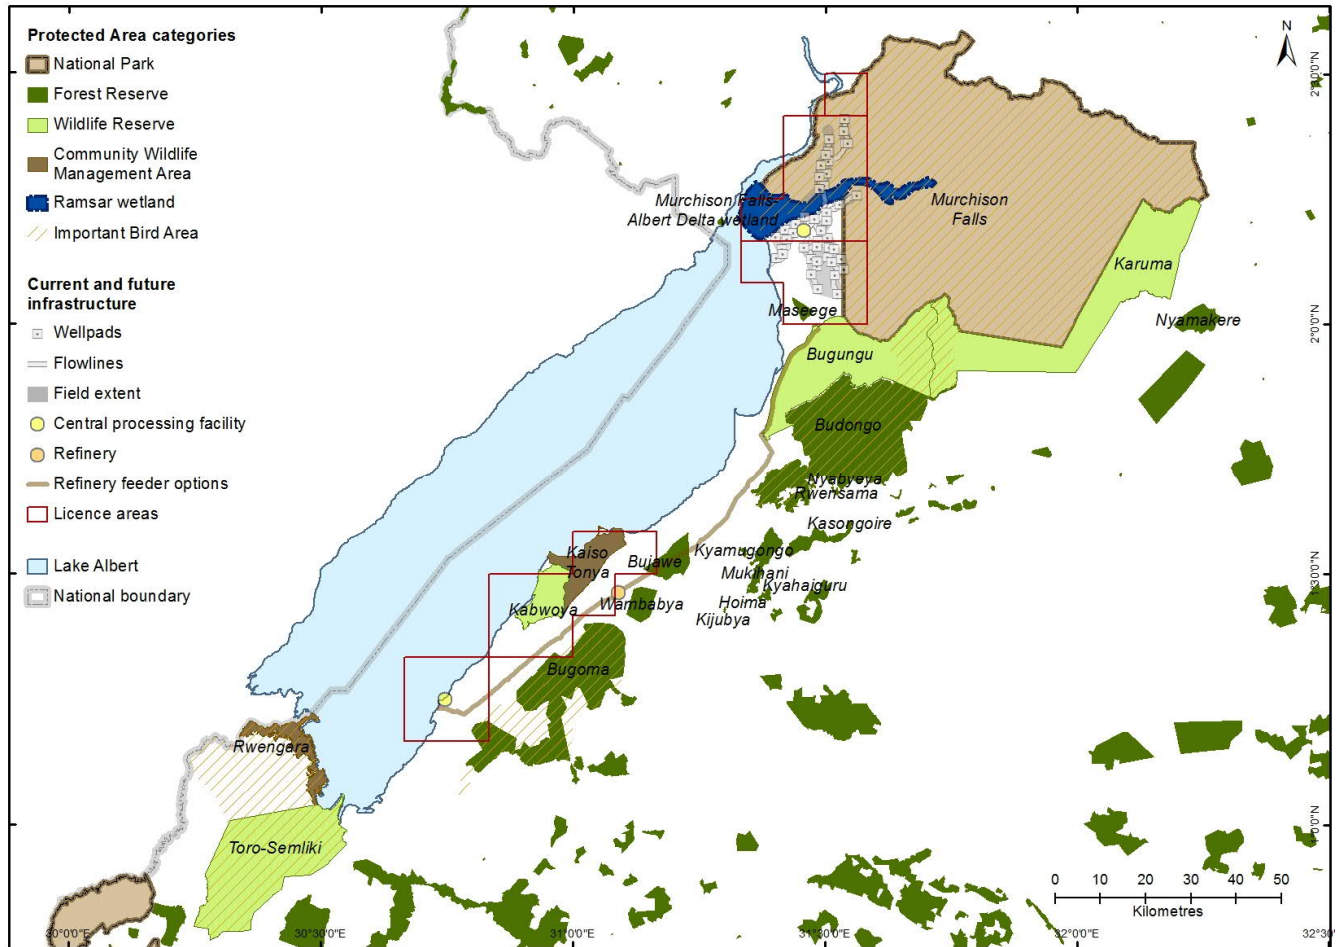 Protected Area categories
National Park
Forest Reserve
Wildlife Reserve
Community Wildlife
Management Area
Ramsar wetland
Important Bird Area
Current and future
infrastructure
Wellpads
Flowlines
Field extent
Central processing facility
Refinery
Refinery feeder options
Licence areas
Lake Albert
National boundary
N
Murchison Falls-
Albert Delta wetland
Murchison
Falls
Karuma
Nyamakere
Maseege
Bugungu
Budongo
Nyabyeya
Rwensama
Kasongoire
Kaiso
Tonya
Bujawe
Kyamugongo
Mukihani
Kyahaiguru
Kabwoya
Wambabya
Hoima
Kijubya
Bugoma
Rwengara
Toro-Semliki
2°0'0"N
1°0'0"N
0 10 20 30 40 50
Kilometres
30°0'0"E
30°30'0"E
31°0'0"E
32°0'0"E